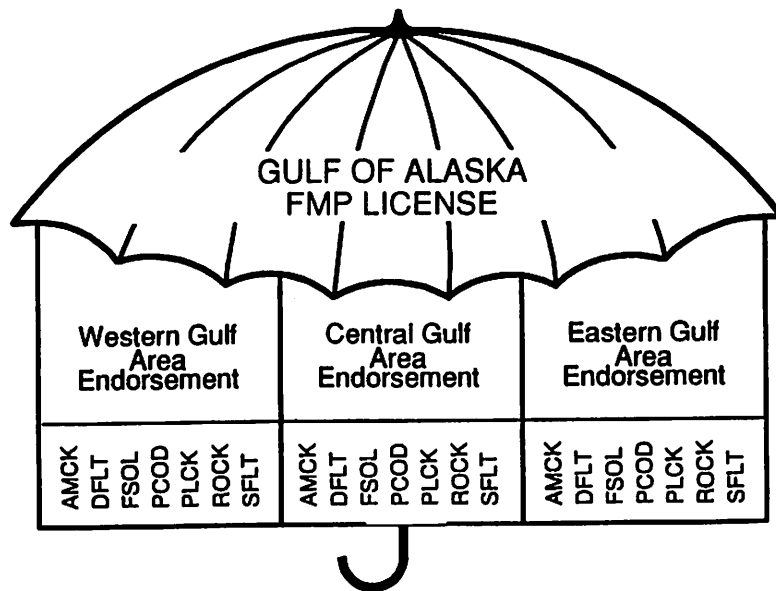 GULF OF ALASKA
FMP LICENSE
Western Gulf
Area
Endorsement
Central Gulf
Area
Endorsement
Eastern Gulf
Area
Endorsement
AMCK
DFLT
FSOL
PCOD
PLCK
ROCK
SFLT
AMCK
DFLT
FSOL
PCOD
PLCK
ROCK
SFLT
AMCK
DFLT
FSOL
PCOD
PLCK
ROCK
SFLT